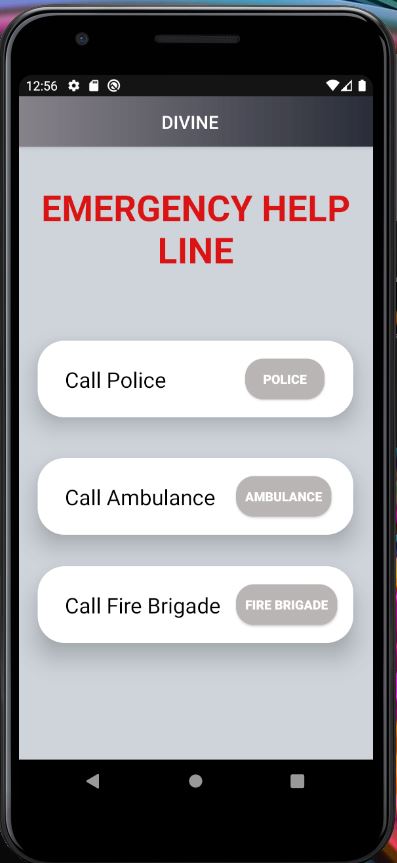 12:56
DIVINE
EMERGENCY HELP
LINE
Call Police
POLICE
Call Ambulance
AMBULANCE
Call Fire Brigade
FIRE BRIGADE